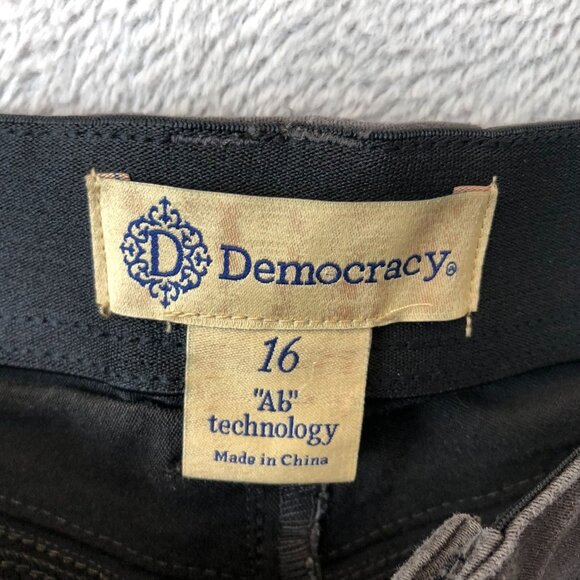 D Democracy®
16
"Ab"
technology
Made in China